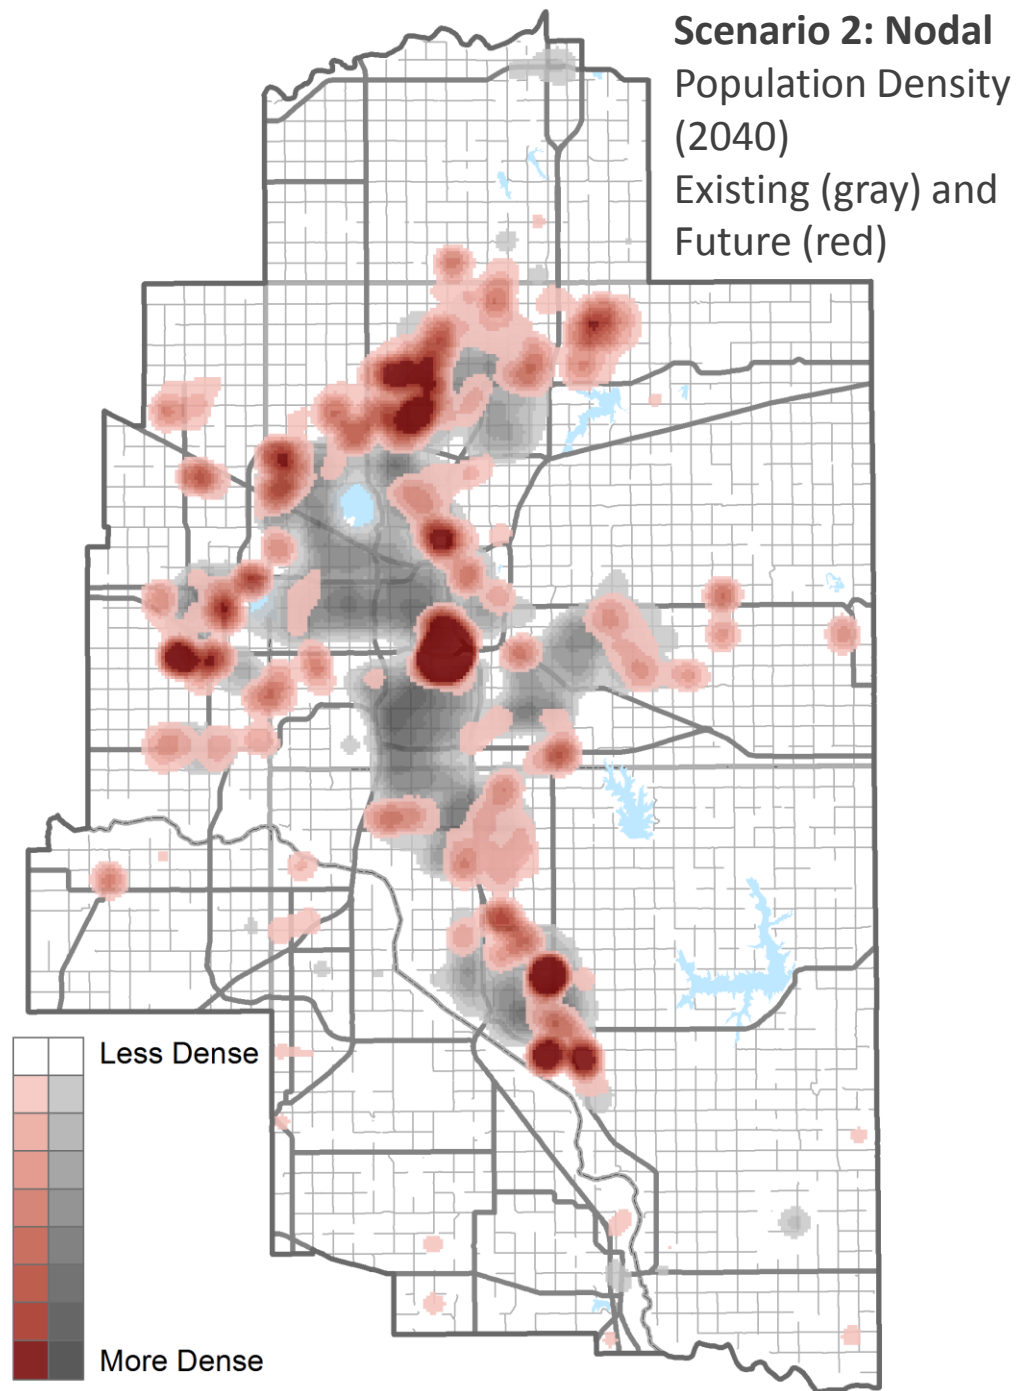 Scenario 2: Nodal
Population Density
(2040)
Existing (gray) and
Future (red)
Less Dense
More Dense